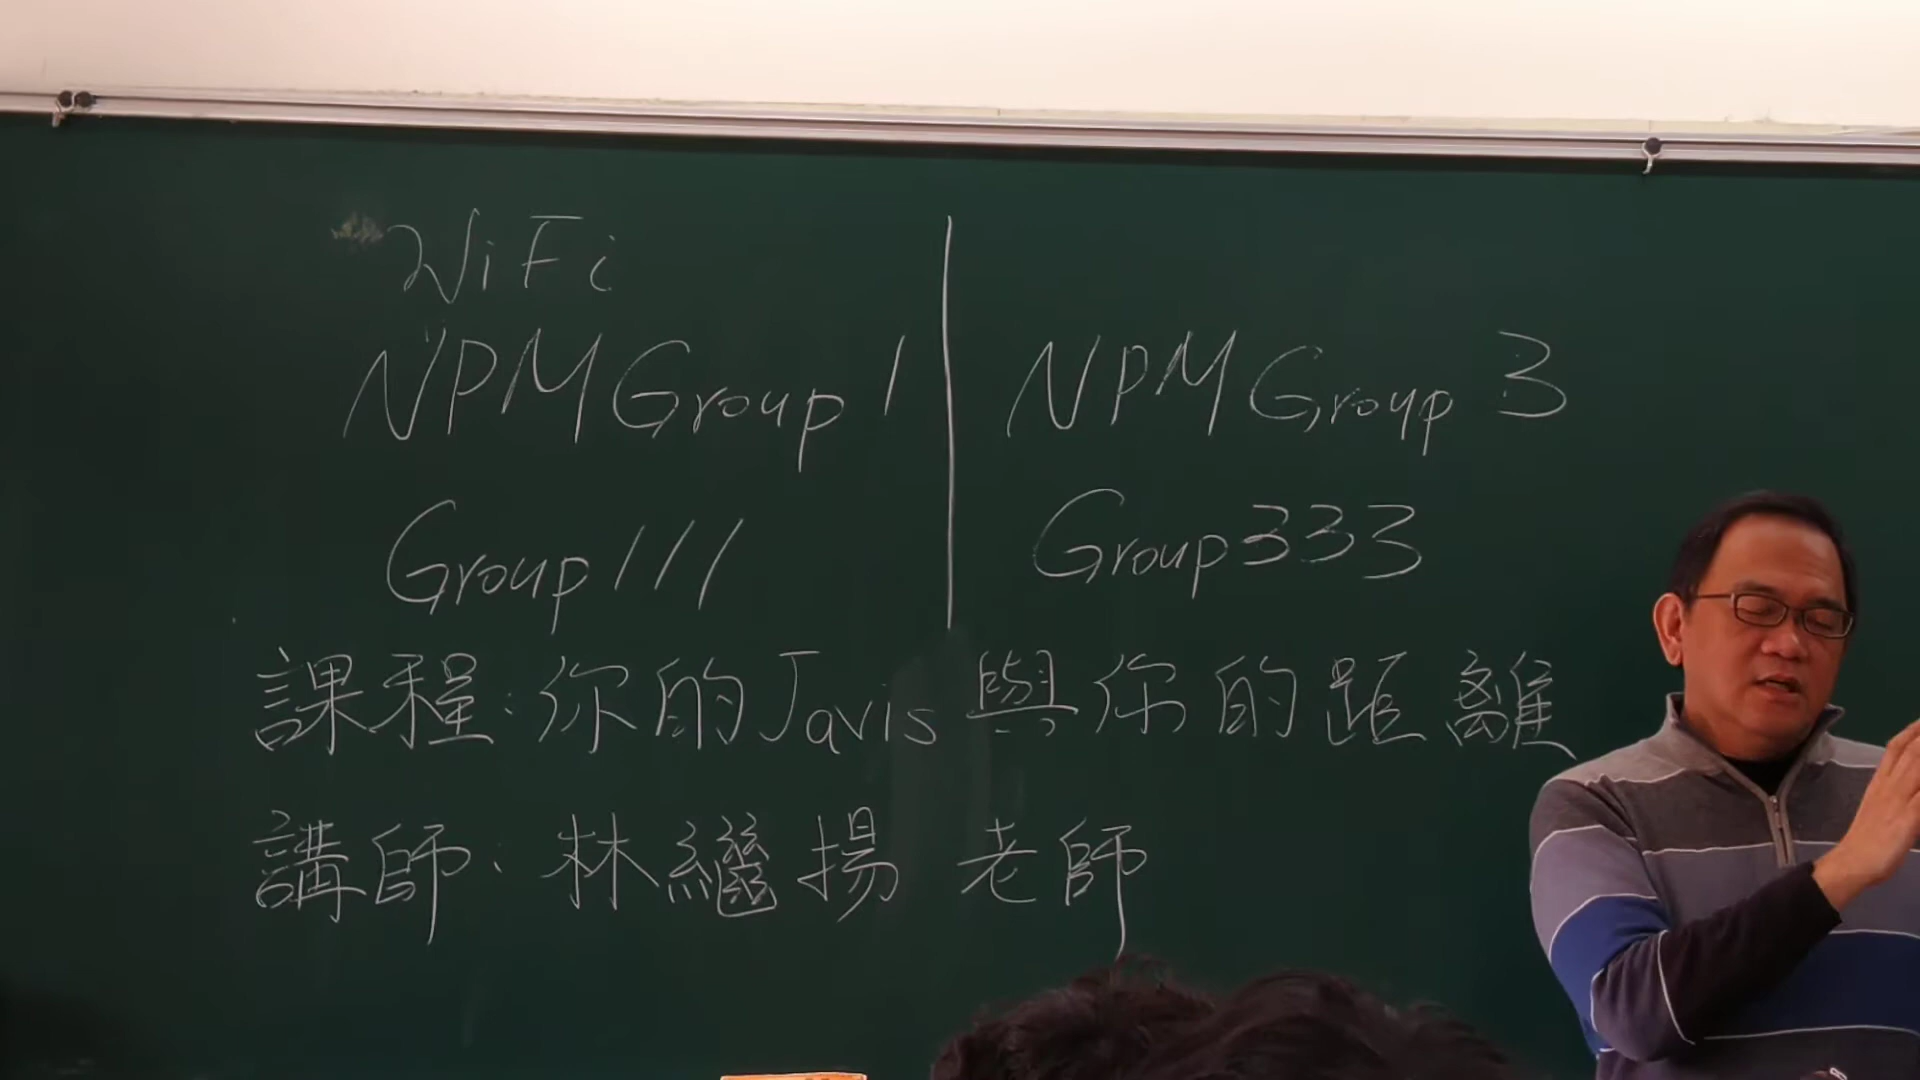 WiFi
NPMGroup1
Group111
NPMGroup3
Group333
課程:你的Javis與你的距離
講師:林繼揚 老師